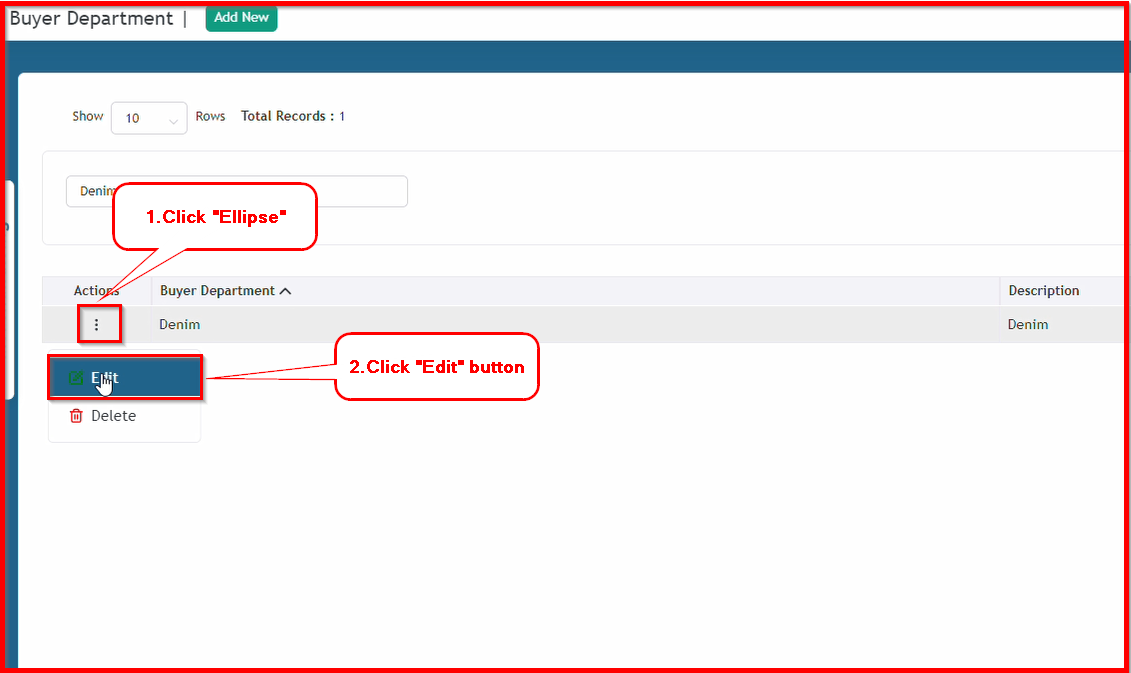 Buyer Department | Add New
Show 10 Rows Total Records : 1
Denim
1.Click "Ellipse"
Actions Buyer Department Description
Denim Denim
Edit
2.Click "Edit" button
Delete